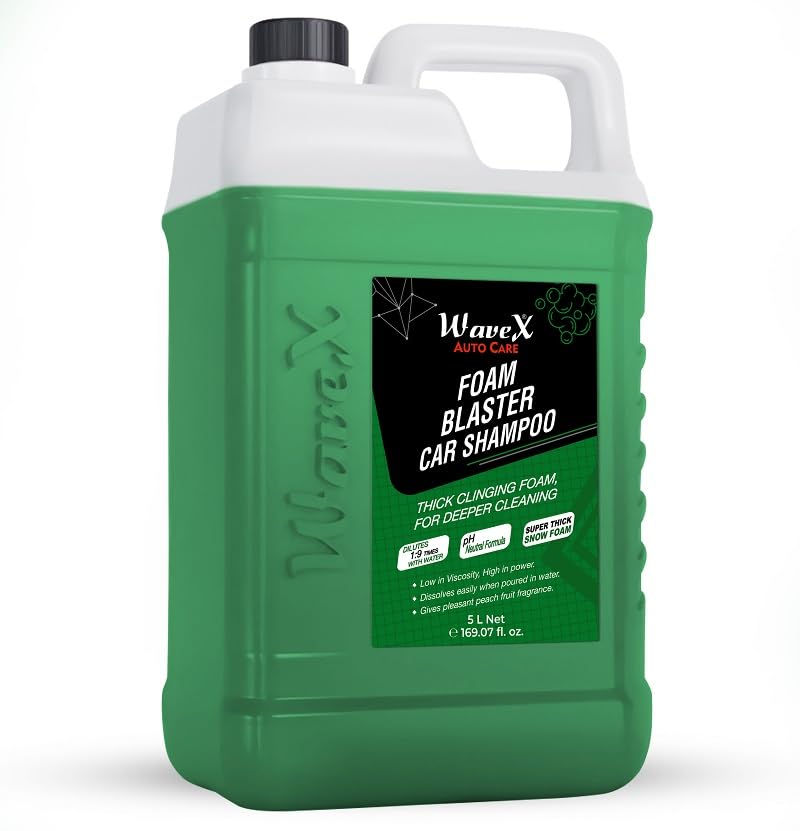 WaveX
WaveX®
AUTO CARE
FOAM
BLASTER
CAR SHAMPOO
THICK CLINGING FOAM,
FOR DEEPER CLEANING
DILUTES
1:9 TIMES
WITH WATER
pH
Neutral Formula
SUPER THICK
SNOW FOAM
Low in Viscosity. High in power.
Dissolves easily when poured in water.
Gives pleasant peach fruit fragrance.
5 L Net
℮ 169.07 fl. oz.